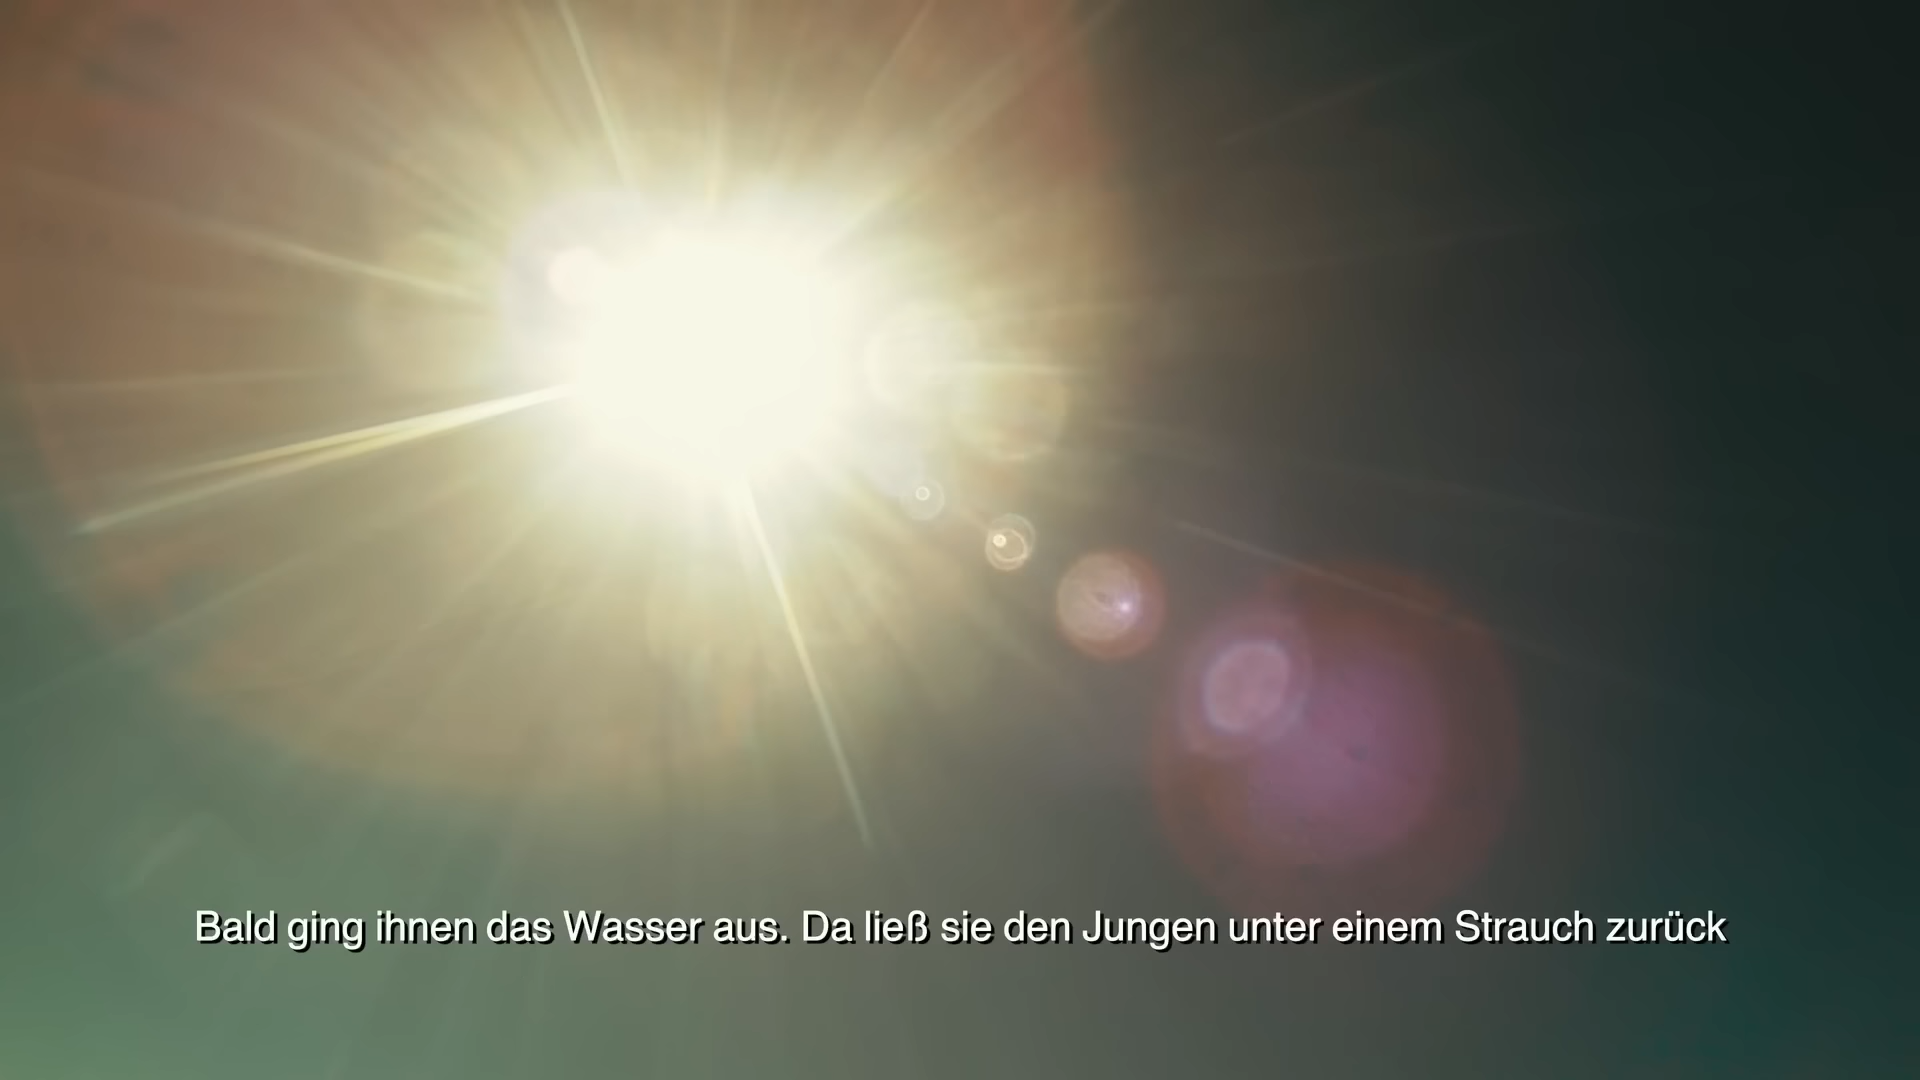 Bald ging ihnen das Wasser aus. Da ließ sie den Jungen unter einem Strauch zurück